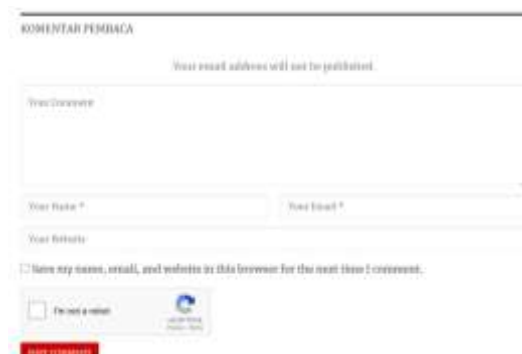 KOMENTAR PEMBACA
Your email address will not be published.
Your Comment
Your Name *
Your Email *
Your Website
Save my name, email, and website in this browser for the next time I comment.
I'm not a robot